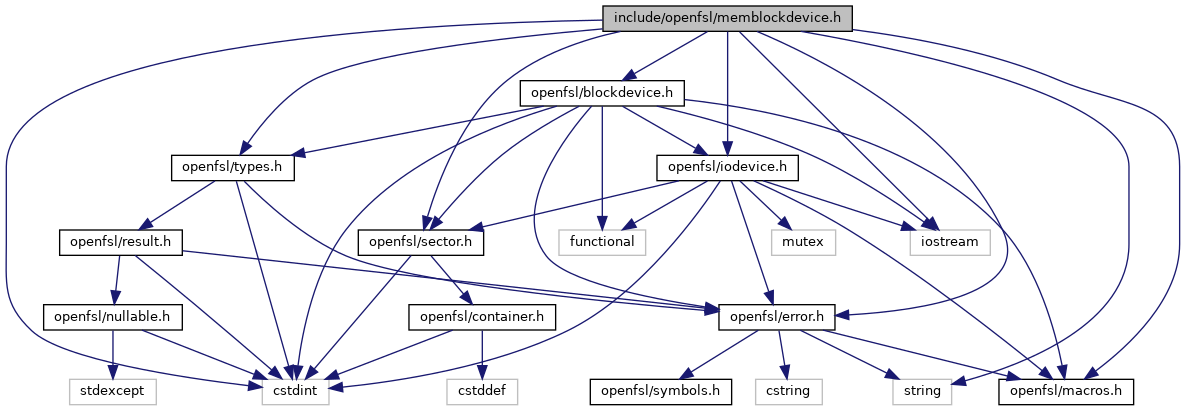 include/openfsl/memblockdevice.h
openfsl/blockdevice.h
openfsl/types.h
openfsl/iodevice.h
openfsl/result.h
openfsl/sector.h
functional
mutex
iostream
openfsl/nullable.h
openfsl/container.h
openfsl/error.h
stdexcept
cstdint
cstddef
openfsl/symbols.h
cstring
string
openfsl/macros.h